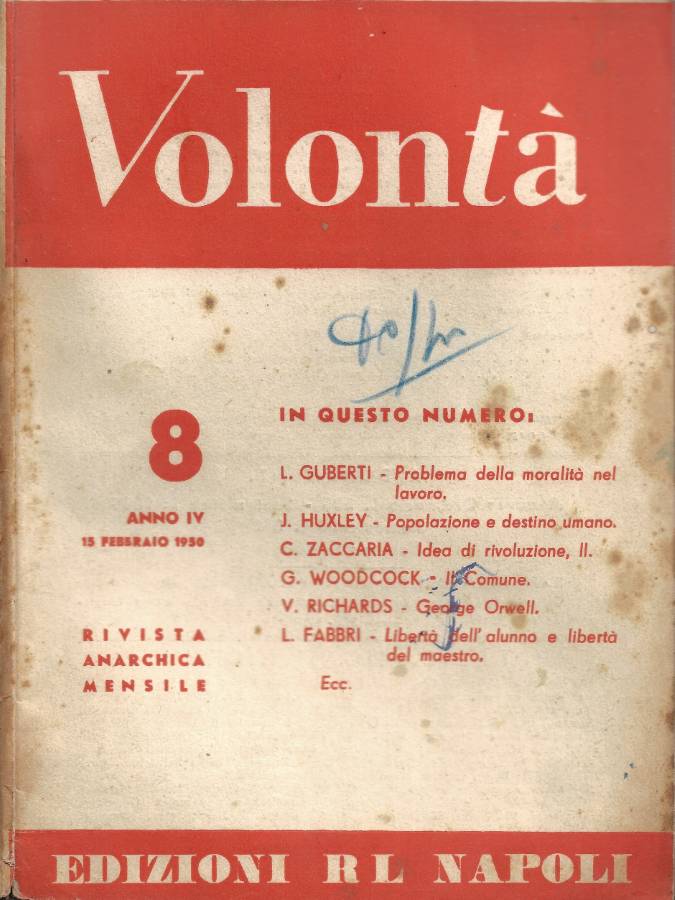 Volontà
8
ANNO IV
15 FEBBRAIO 1950
RIVISTA
ANARCHICA
MENSILE
IN QUESTO NUMERO:
L. GUBERTI - Problema della moralità nel
lavoro.
J. HUXLEY - Popolazione e destino umano.
C. ZACCARIA - Idea di rivoluzione, II.
G. WOODCOCK - Il Comune.
V. RICHARDS - George Orwell.
L. FABBRI - Libertà dell'alunno e libertà
del maestro.
Ecc.
EDIZIONI RL NAPOLI